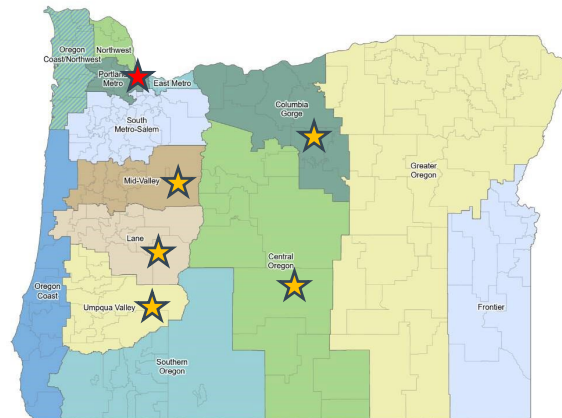 Oregon
Coast/Northwest
Northwest
Portland
Metro
East Metro
South
Metro-Salem
Columbia
Gorge
Mid-Valley
Greater
Oregon
Lane
Central
Oregon
Oregon
Coast
Umpqua Valley
Frontier
Southern
Oregon